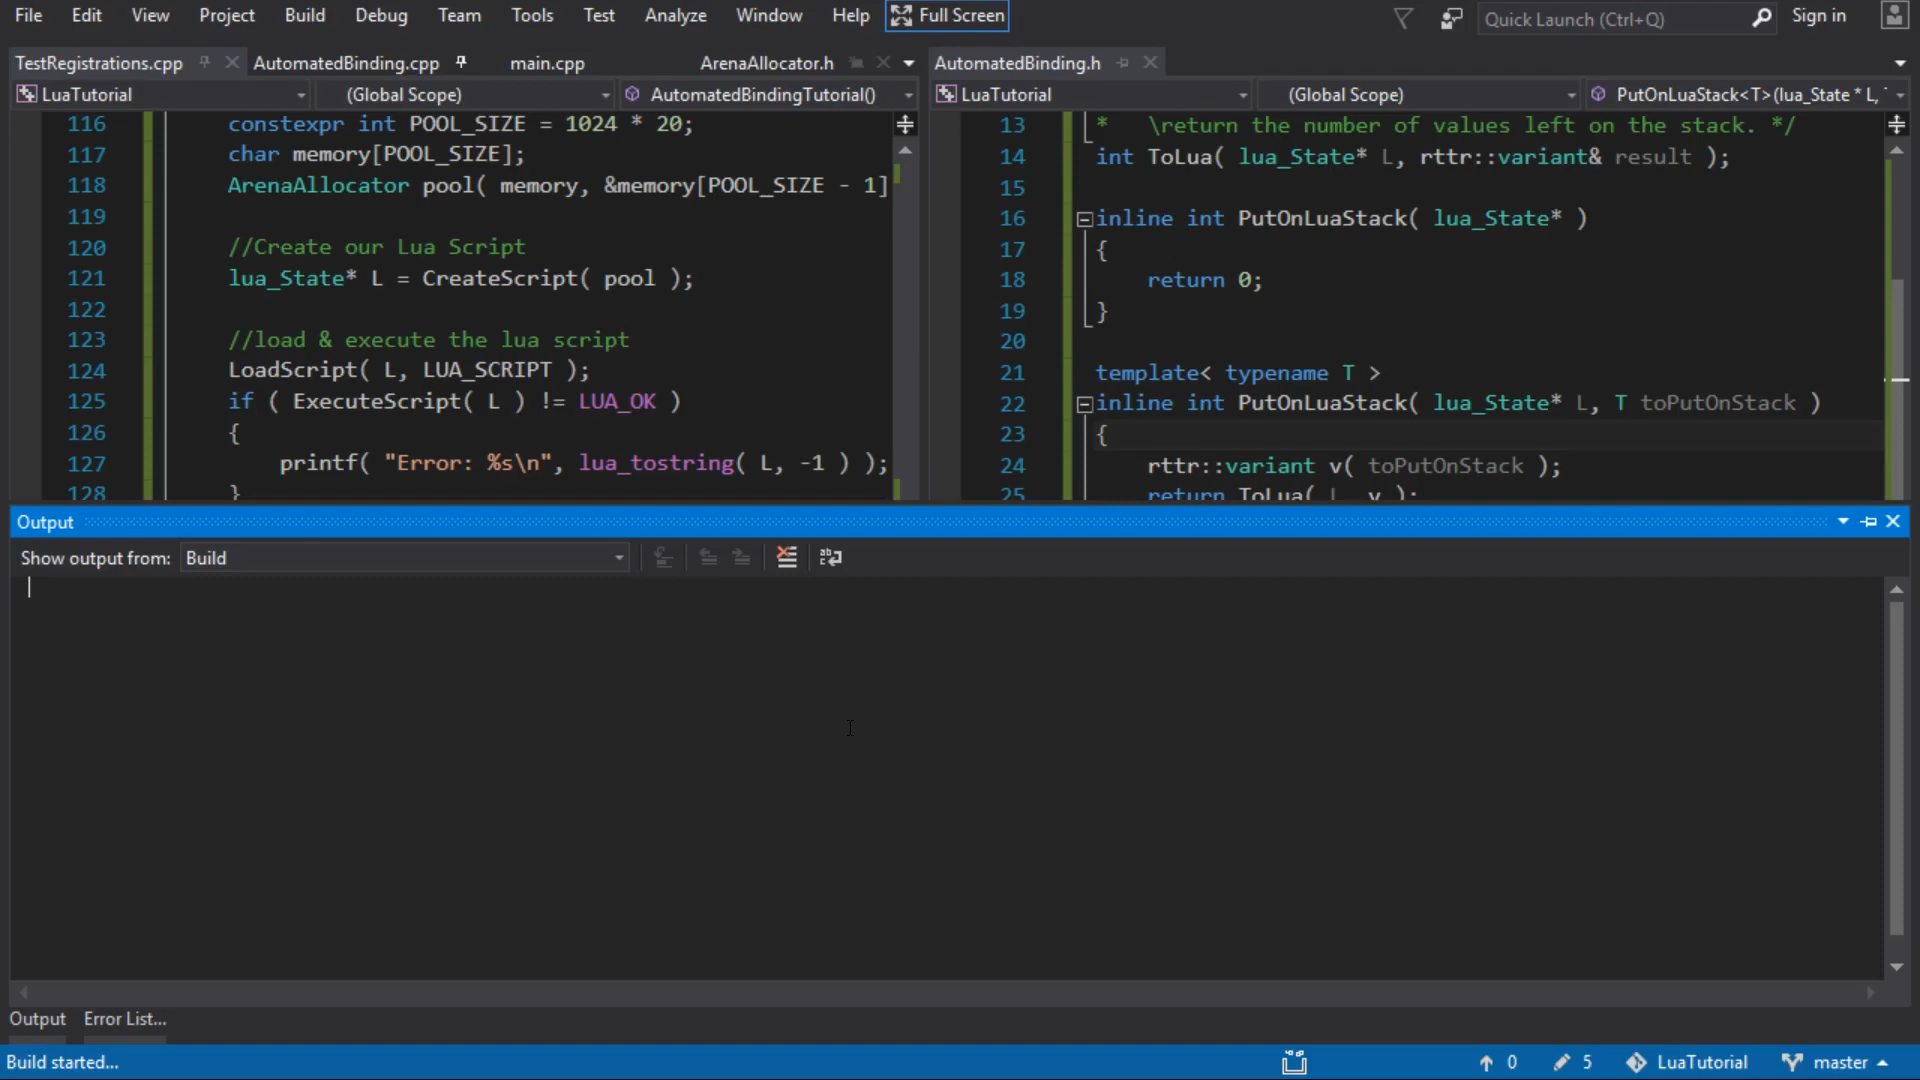 File Edit View Project Build Debug Team Tools Test Analyze Window Help Full Screen Quick Launch (Ctrl+Q) Sign in
TestRegistrations.cpp AutomatedBinding.cpp main.cpp ArenaAllocator.h AutomatedBinding.h
LuaTutorial (Global Scope) AutomatedBindingTutorial() LuaTutorial (Global Scope) PutOnLuaStack<T>(lua_State * L,
116 constexpr int POOL_SIZE = 1024 * 20;
117 char memory[POOL_SIZE];
118 ArenaAllocator pool( memory, &memory[POOL_SIZE - 1]
119
120 //Create our Lua Script
121 lua_State* L = CreateScript( pool );
122
123 //load & execute the lua script
124 LoadScript( L, LUA_SCRIPT );
125 if ( ExecuteScript( L ) != LUA_OK )
126 {
127 printf( "Error: %s\n", lua_tostring( L, -1 ) );
128 }
13 * \return the number of values left on the stack. */
14 int ToLua( lua_State* L, rttr::variant& result );
15
16 inline int PutOnLuaStack( lua_State* )
17 {
18 return 0;
19 }
20
21 template< typename T >
22 inline int PutOnLuaStack( lua_State* L, T toPutOnStack )
23 {
24 rttr::variant v( toPutOnStack );
25 return ToLua( L, v );
Output
Show output from: Build
Output Error List...
Build started... 0 5 LuaTutorial master